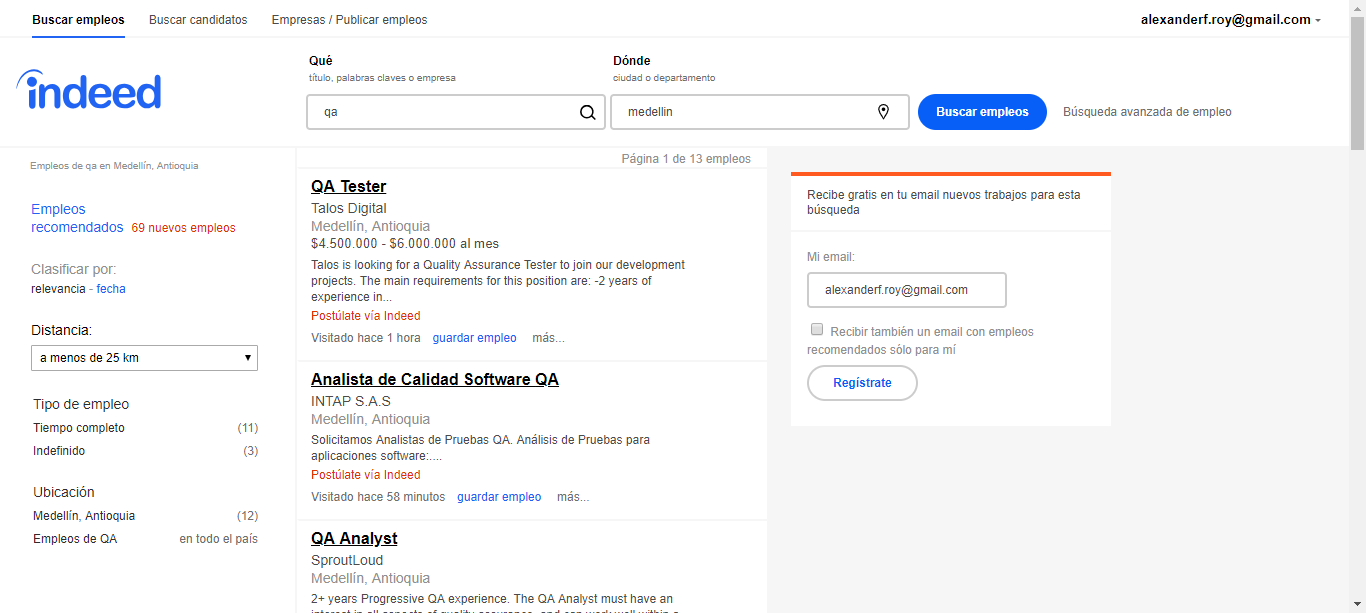 Buscar empleos Buscar candidatos Empresas / Publicar empleos alexanderf.roy@gmail.com
Qué Dónde
título, palabras claves o empresa ciudad o departamento
indeed qa medellin Buscar empleos Búsqueda avanzada de empleo
Empleos de qa en Medellín, Antioquia
Empleos
recomendados 69 nuevos empleos
Clasificar por:
relevancia - fecha
Distancia:
a menos de 25 km
Tipo de empleo
Tiempo completo (11)
Indefinido (3)
Ubicación
Medellín, Antioquia (12)
Empleos de QA en todo el país
Página 1 de 13 empleos
QA Tester
Talos Digital
Medellín, Antioquia
$4.500.000 - $6.000.000 al mes
Talos is looking for a Quality Assurance Tester to join our development
projects. The main requirements for this position are: -2 years of
experience in...
Postúlate vía Indeed
Visitado hace 1 hora guardar empleo más...
Analista de Calidad Software QA
INTAP S.A.S
Medellín, Antioquia
Solicitamos Analistas de Pruebas QA. Análisis de Pruebas para
aplicaciones software:....
Postúlate vía Indeed
Visitado hace 58 minutos guardar empleo más...
QA Analyst
SproutLoud
Medellín, Antioquia
2+ years Progressive QA experience. The QA Analyst must have an
Recibe gratis en tu email nuevos trabajos para esta
búsqueda
Mi email:
alexanderf.roy@gmail.com
Recibir también un email con empleos
recomendados sólo para mí
Regístrate